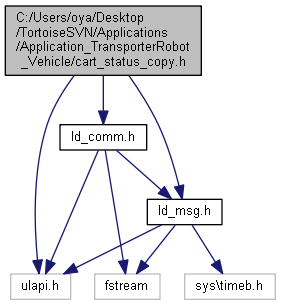 C:/Users/oya/Desktop
/TortoiseSVN/Applications
/Application_TransporterRobot
_Vehicle/cart_status_copy.h
ld_comm.h
ld_msg.h
ulapi.h
fstream
sys\timeb.h